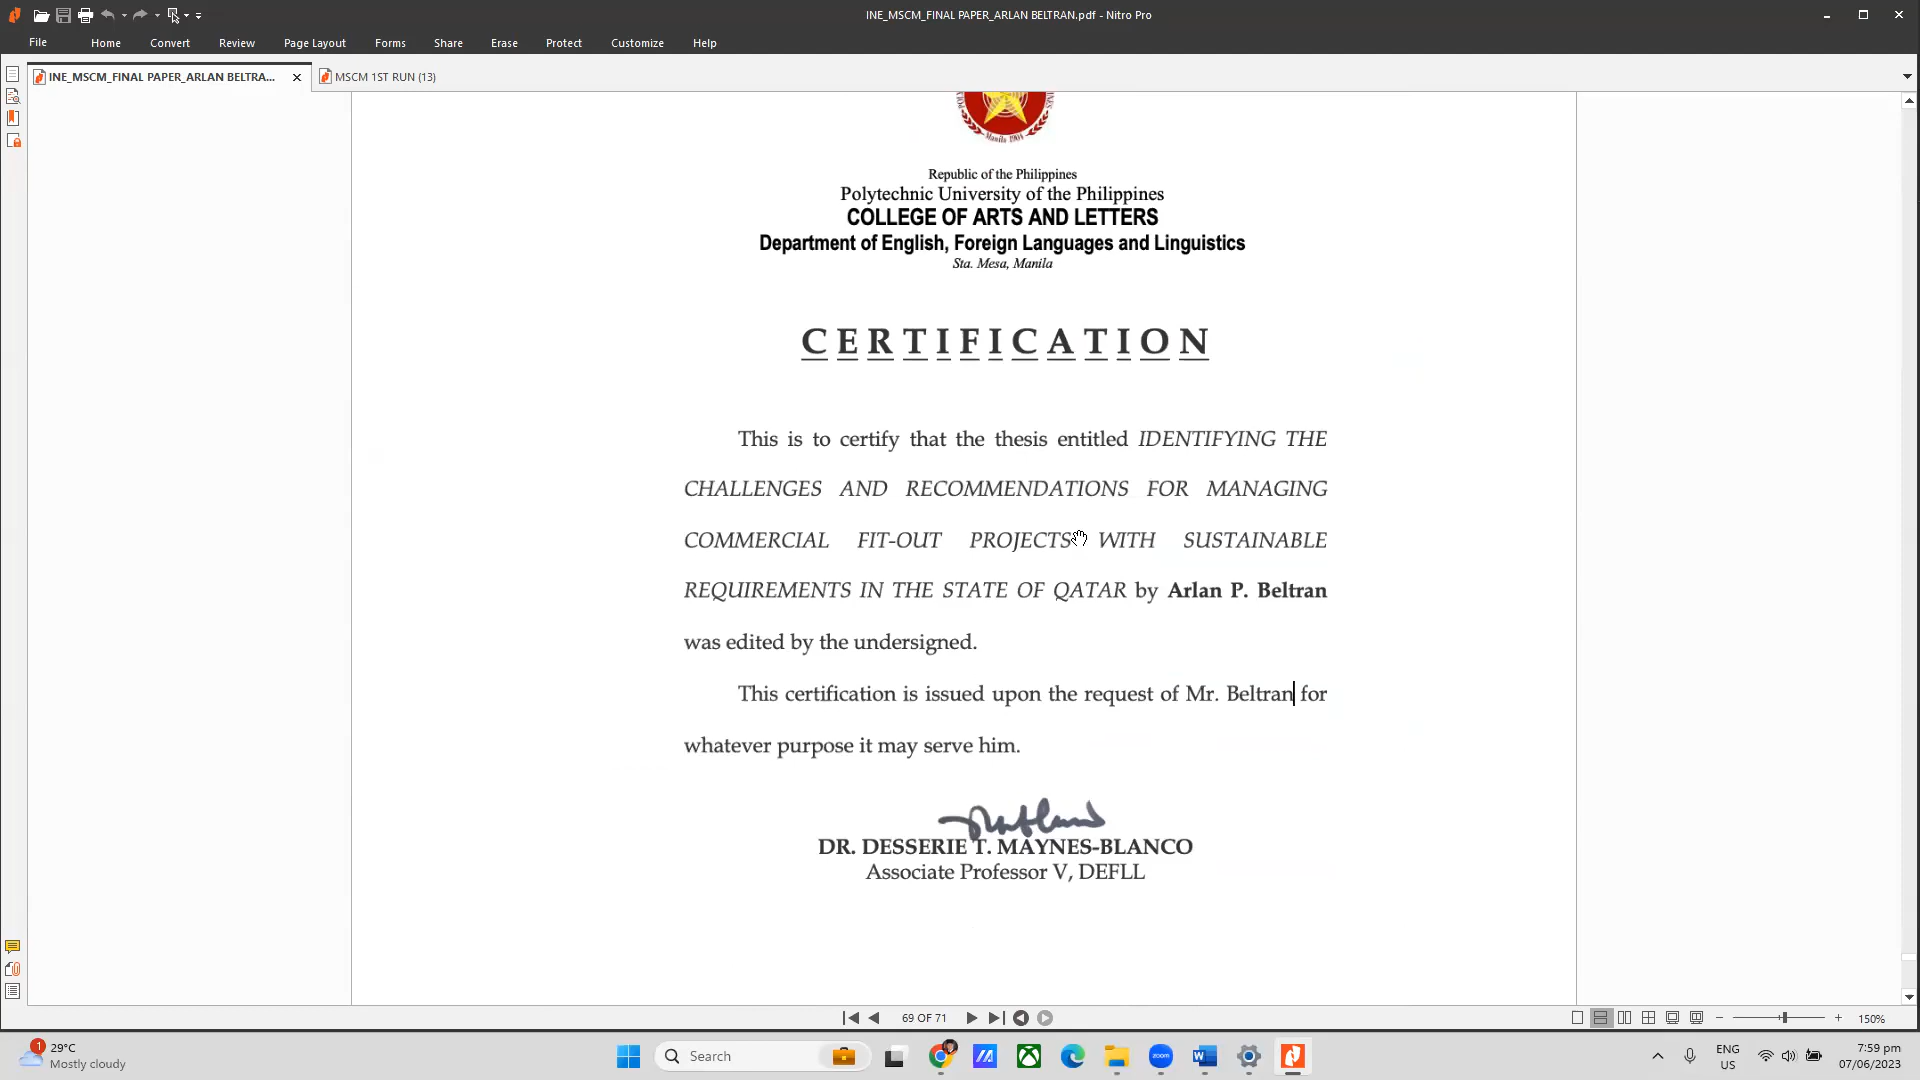 INE_MSCM_FINAL PAPER_ARLAN BELTRAN.pdf - Nitro Pro
File Home Convert Review Page Layout Forms Share Erase Protect Customize Help
INE_MSCM_FINAL PAPER_ARLAN BELTRA... MSCM 1ST RUN (13)
Manila 1904
Republic of the Philippines
Polytechnic University of the Philippines
COLLEGE OF ARTS AND LETTERS
Department of English, Foreign Languages and Linguistics
Sta. Mesa, Manila
CERTIFICATION
This is to certify that the thesis entitled IDENTIFYING THE
CHALLENGES AND RECOMMENDATIONS FOR MANAGING
COMMERCIAL FIT-OUT PROJECTS WITH SUSTAINABLE
REQUIREMENTS IN THE STATE OF QATAR by Arlan P. Beltran
was edited by the undersigned.
This certification is issued upon the request of Mr. Beltran for
whatever purpose it may serve him.
DR. DESSERIE T. MAYNES-BLANCO
Associate Professor V, DEFLL
69 OF 71
150%
1
29°C
Mostly cloudy
Search
zoom
W
ENG
US
7:59 pm
07/06/2023